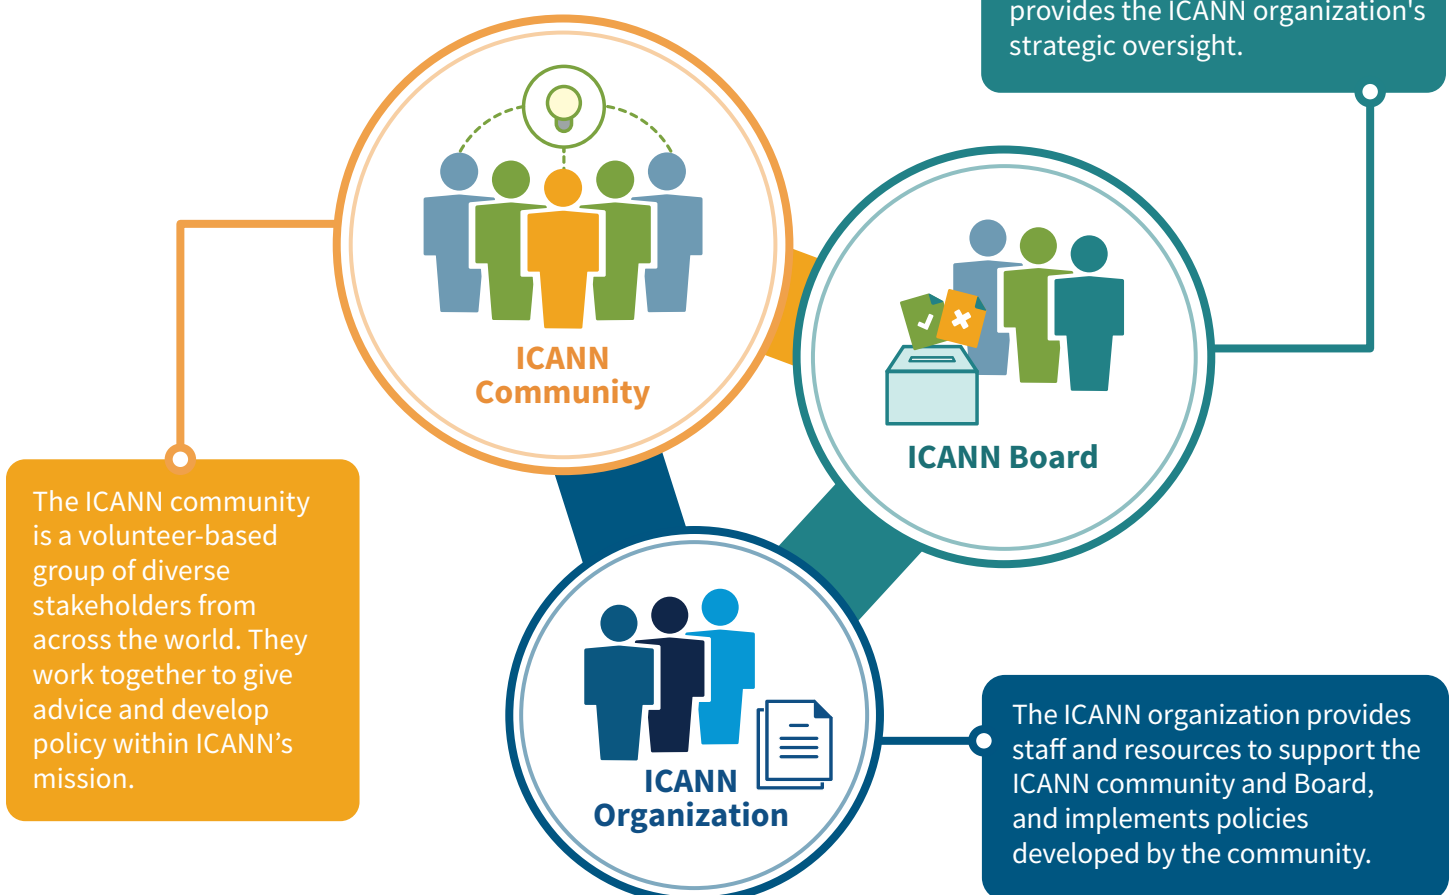 provides the ICANN organization's
strategic oversight.
ICANN
Community
ICANN Board
The ICANN community
is a volunteer-based
group of diverse
stakeholders from
across the world. They
work together to give
advice and develop
policy within ICANN’s
mission.
ICANN
Organization
The ICANN organization provides
staff and resources to support the
ICANN community and Board,
and implements policies
developed by the community.